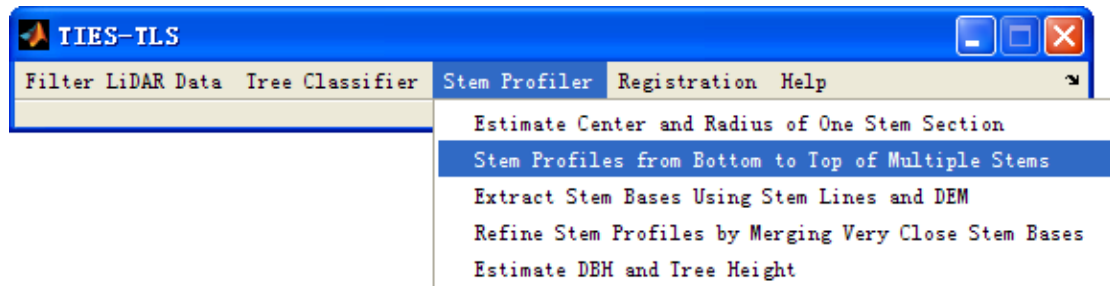 TIES-TLS
Filter LiDAR Data Tree Classifier Stem Profiler Registration Help
Estimate Center and Radius of One Stem Section
Stem Profiles from Bottom to Top of Multiple Stems
Extract Stem Bases Using Stem Lines and DEM
Refine Stem Profiles by Merging Very Close Stem Bases
Estimate DBH and Tree Height